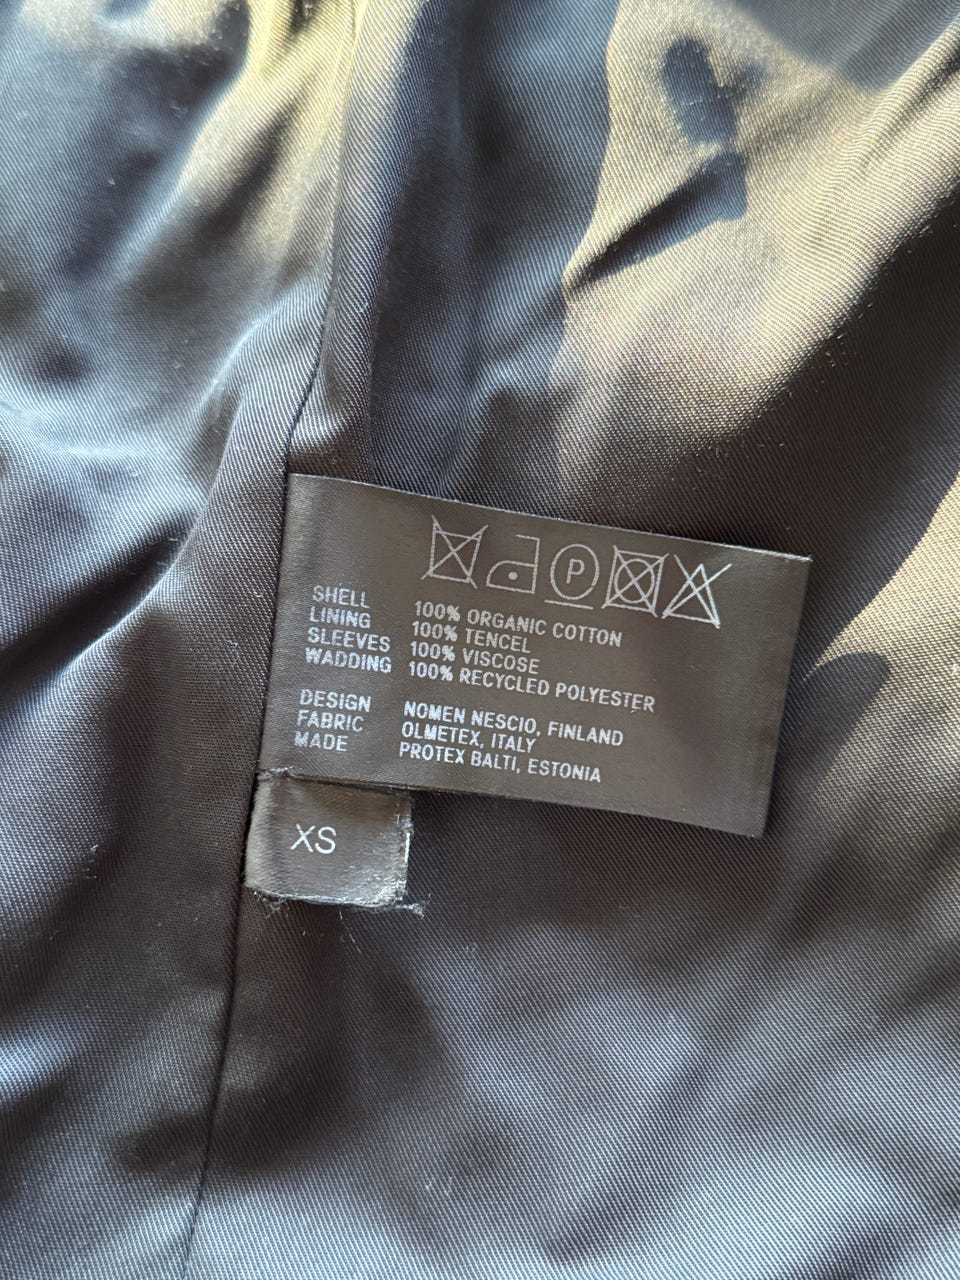 P
SHELL 100% ORGANIC COTTON
LINING 100% TENCEL
SLEEVES 100% VISCOSE
WADDING 100% RECYCLED POLYESTER
DESIGN NOMEN NESCIO, FINLAND
FABRIC OLMETEX, ITALY
MADE PROTEX BALTI, ESTONIA
XS